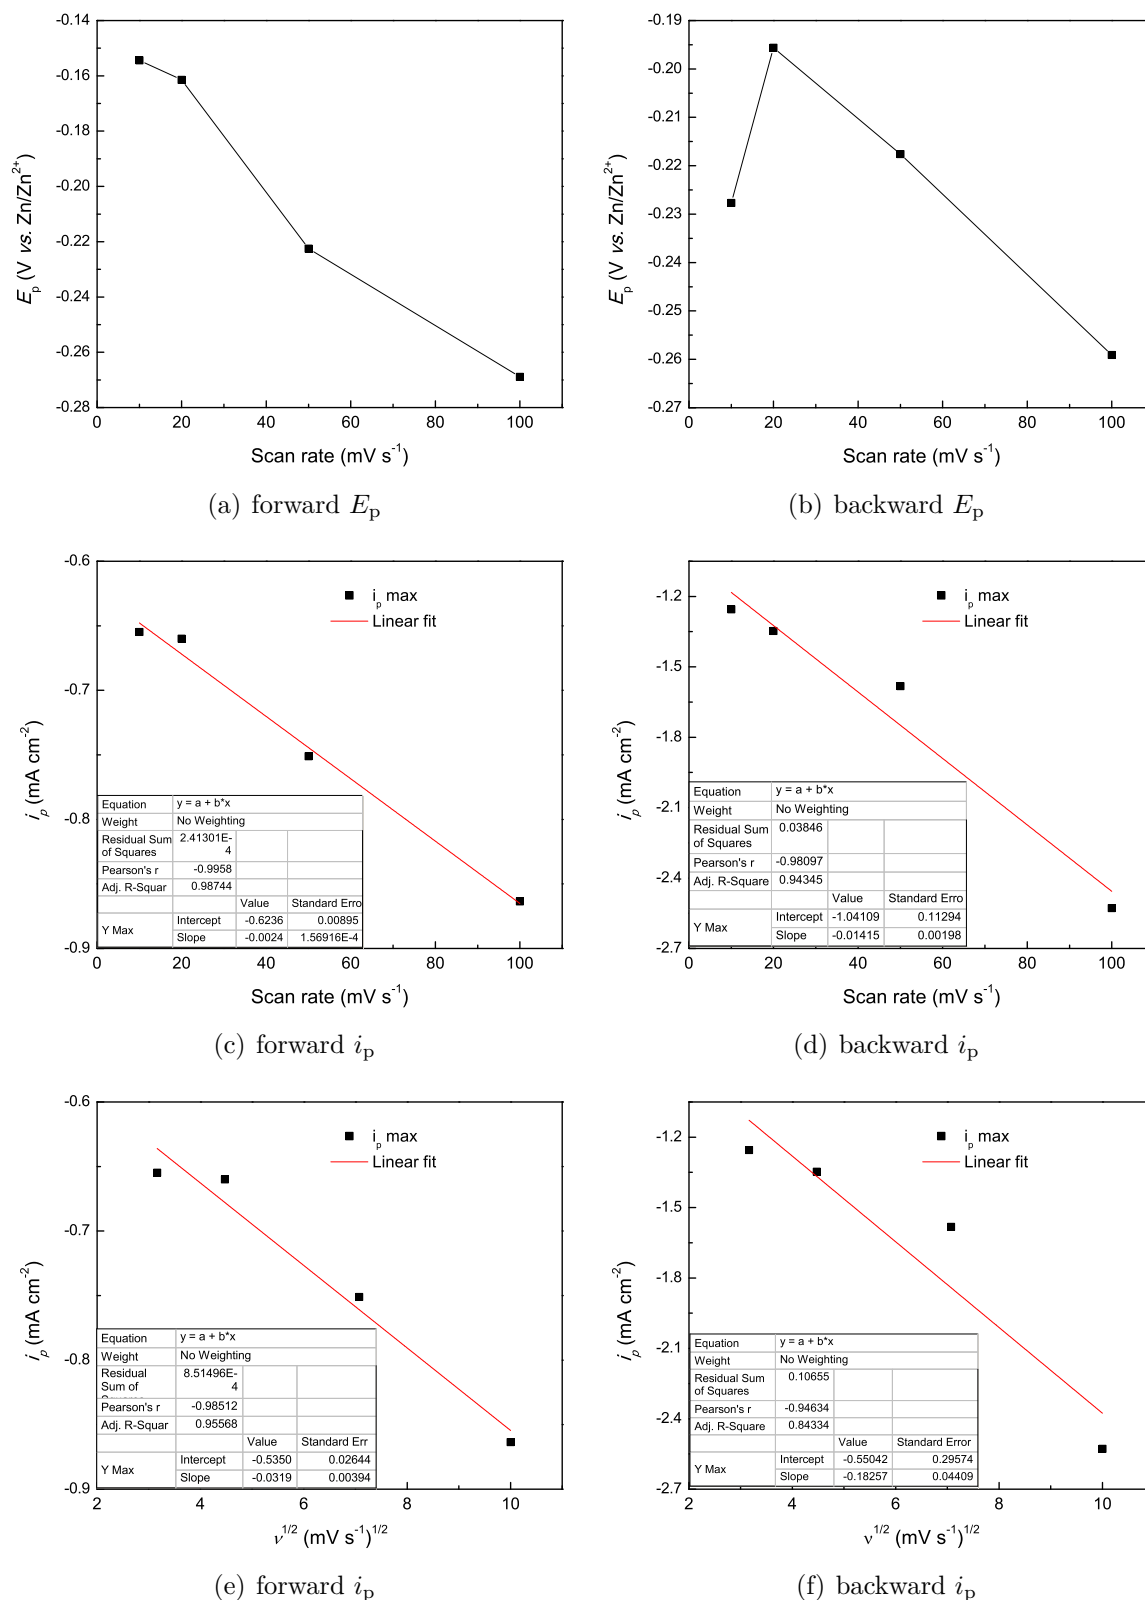 -0.14
-0.16
-0.18
-0.20
-0.22
-0.24
-0.26
-0.28
0 20 40 60 80 100
E_p (V vs. Zn/Zn²⁺)
Scan rate (mV s⁻¹)
(a) forward E_p
-0.19
-0.20
-0.21
-0.22
-0.23
-0.24
-0.25
-0.26
-0.27
0 20 40 60 80 100
E_p (V vs. Zn/Zn²⁺)
Scan rate (mV s⁻¹)
(b) backward E_p
-0.6
-0.7
-0.8
-0.9
0 20 40 60 80 100
i_p (mA cm⁻²)
i_p max
Linear fit
Equation y = a + b*x
Weight No Weighting
Residual Sum of Squares 2.41301E-4
Pearson's r -0.9958
Adj. R-Squar 0.98744
Value Standard Erro
Y Max Intercept -0.6236 0.00895
Slope -0.0024 1.56916E-4
Scan rate (mV s⁻¹)
(c) forward i_p
-1.2
-1.5
-1.8
-2.1
-2.4
-2.7
0 20 40 60 80 100
i_p (mA cm⁻²)
i_p max
Linear fit
Equation y = a + b*x
Weight No Weighting
Residual Sum of Squares 0.03846
Pearson's r -0.98097
Adj. R-Square 0.94345
Value Standard Erro
Y Max Intercept -1.04109 0.11294
Slope -0.01415 0.00198
Scan rate (mV s⁻¹)
(d) backward i_p
-0.6
-0.7
-0.8
-0.9
2 4 6 8 10
i_p (mA cm⁻²)
i_p max
Linear fit
Equation y = a + b*x
Weight No Weighting
Residual Sum of 8.51496E-4
Pearson's r -0.98512
Adj. R-Squar 0.95568
Value Standard Err
Y Max Intercept -0.5350 0.02644
Slope -0.0319 0.00394
ν^1/2 (mV s⁻¹)^1/2
(e) forward i_p
-1.2
-1.5
-1.8
-2.1
-2.4
-2.7
2 4 6 8 10
i_p (mA cm⁻²)
i_p max
Linear fit
Equation y = a + b*x
Weight No Weighting
Residual Sum of Squares 0.10655
Pearson's r -0.94634
Adj. R-Square 0.84334
Value Standard Error
Y Max Intercept -0.55042 0.29574
Slope -0.18257 0.04409
ν^1/2 (mV s⁻¹)^1/2
(f) backward i_p